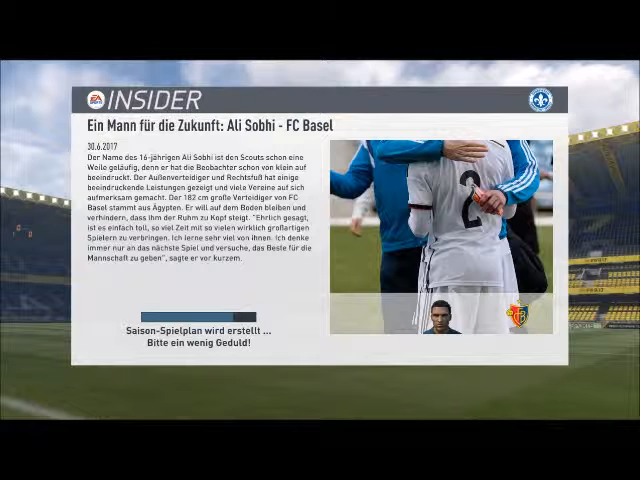 EA SPORTS INSIDER
Ein Mann für die Zukunft: Ali Sobhi - FC Basel
30.6.2017
Der Name des 16-jährigen Ali Sobhi ist den Scouts schon eine
Weile geläufig, denn er hat die Beobachter schon von klein auf
beeindruckt. Der Außenverteidiger und Rechtsfuß hat einige
beeindruckende Leistungen gezeigt und viele Vereine auf sich
aufmerksam gemacht. Der 182 cm große Verteidiger von FC
Basel stammt aus Ägypten. Er will auf dem Boden bleiben und
verhindern, dass ihm der Ruhm zu Kopf steigt. "Ehrlich gesagt,
ist es einfach toll, so viel Zeit mit so vielen wirklich großartigen
Spielern zu verbringen. Ich lerne sehr viel von ihnen. Ich denke
immer nur an das nächste Spiel und versuche, das Beste für die
Mannschaft zu geben", sagte er vor kurzem.
2
FCB
Saison-Spielplan wird erstellt ...
Bitte ein wenig Geduld!